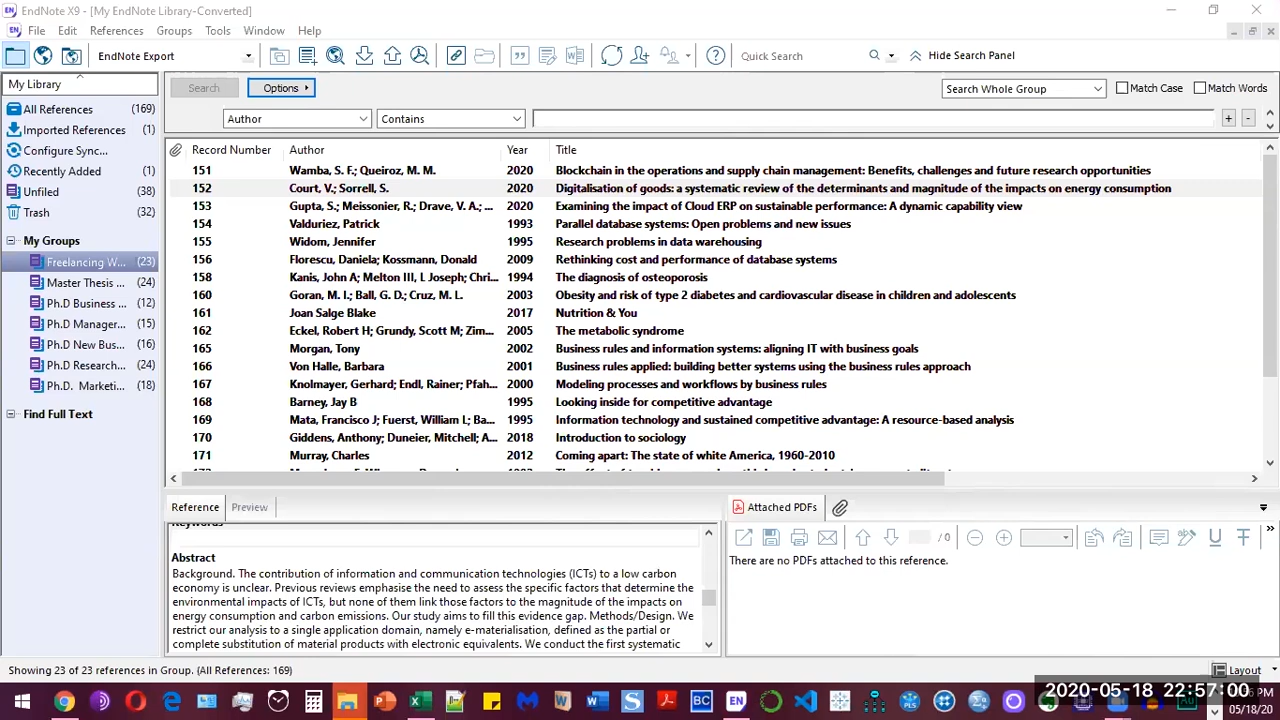 EndNote X9 - [My EndNote Library-Converted]
File Edit References Groups Tools Window Help
EndNote Export
Quick Search
Hide Search Panel
My Library
Search
Options
Search Whole Group
Match Case
Match Words
Author
Contains
+
-
All References (169)
Imported References (1)
Configure Sync...
Recently Added (1)
Unfiled (38)
Trash (32)
My Groups
Freelancing W... (23)
Master Thesis ... (24)
Ph.D Business ... (12)
Ph.D Manager... (15)
Ph.D New Bus... (16)
Ph.D Research... (24)
Ph.D. Marketi... (18)
Find Full Text
Record Number Author Year Title
151 Wamba, S. F.; Queiroz, M. M. 2020 Blockchain in the operations and supply chain management: Benefits, challenges and future research opportunities
152 Court, V.; Sorrell, S. 2020 Digitalisation of goods: a systematic review of the determinants and magnitude of the impacts on energy consumption
153 Gupta, S.; Meissonier, R.; Drave, V. A.; ... 2020 Examining the impact of Cloud ERP on sustainable performance: A dynamic capability view
154 Valduriez, Patrick 1993 Parallel database systems: Open problems and new issues
155 Widom, Jennifer 1995 Research problems in data warehousing
156 Florescu, Daniela; Kossmann, Donald 2009 Rethinking cost and performance of database systems
158 Kanis, John A; Melton III, L Joseph; Chri... 1994 The diagnosis of osteoporosis
160 Goran, M. I.; Ball, G. D.; Cruz, M. L. 2003 Obesity and risk of type 2 diabetes and cardiovascular disease in children and adolescents
161 Joan Salge Blake 2017 Nutrition & You
162 Eckel, Robert H; Grundy, Scott M; Zim... 2005 The metabolic syndrome
165 Morgan, Tony 2002 Business rules and information systems: aligning IT with business goals
166 Von Halle, Barbara 2001 Business rules applied: building better systems using the business rules approach
167 Knolmayer, Gerhard; Endl, Rainer; Pfah... 2000 Modeling processes and workflows by business rules
168 Barney, Jay B 1995 Looking inside for competitive advantage
169 Mata, Francisco J; Fuerst, William L; Ba... 1995 Information technology and sustained competitive advantage: A resource-based analysis
170 Giddens, Anthony; Duneier, Mitchell; A... 2018 Introduction to sociology
171 Murray, Charles 2012 Coming apart: The state of white America, 1960-2010
Reference Preview
Attached PDFs
/ 0
There are no PDFs attached to this reference.
Keywords
Abstract
Background. The contribution of information and communication technologies (ICTs) to a low carbon
economy is unclear. Previous reviews emphasise the need to assess the specific factors that determine the
environmental impacts of ICTs, but none of them link those factors to the magnitude of the impacts on
energy consumption and carbon emissions. Our study aims to fill this evidence gap. Methods/Design. We
restrict our analysis to a single application domain, namely e-materialisation, defined as the partial or
complete substitution of material products with electronic equivalents. We conduct the first systematic
Showing 23 of 23 references in Group. (All References: 169)
Layout
2020-05-18 22:57:00
PM
05/18/20